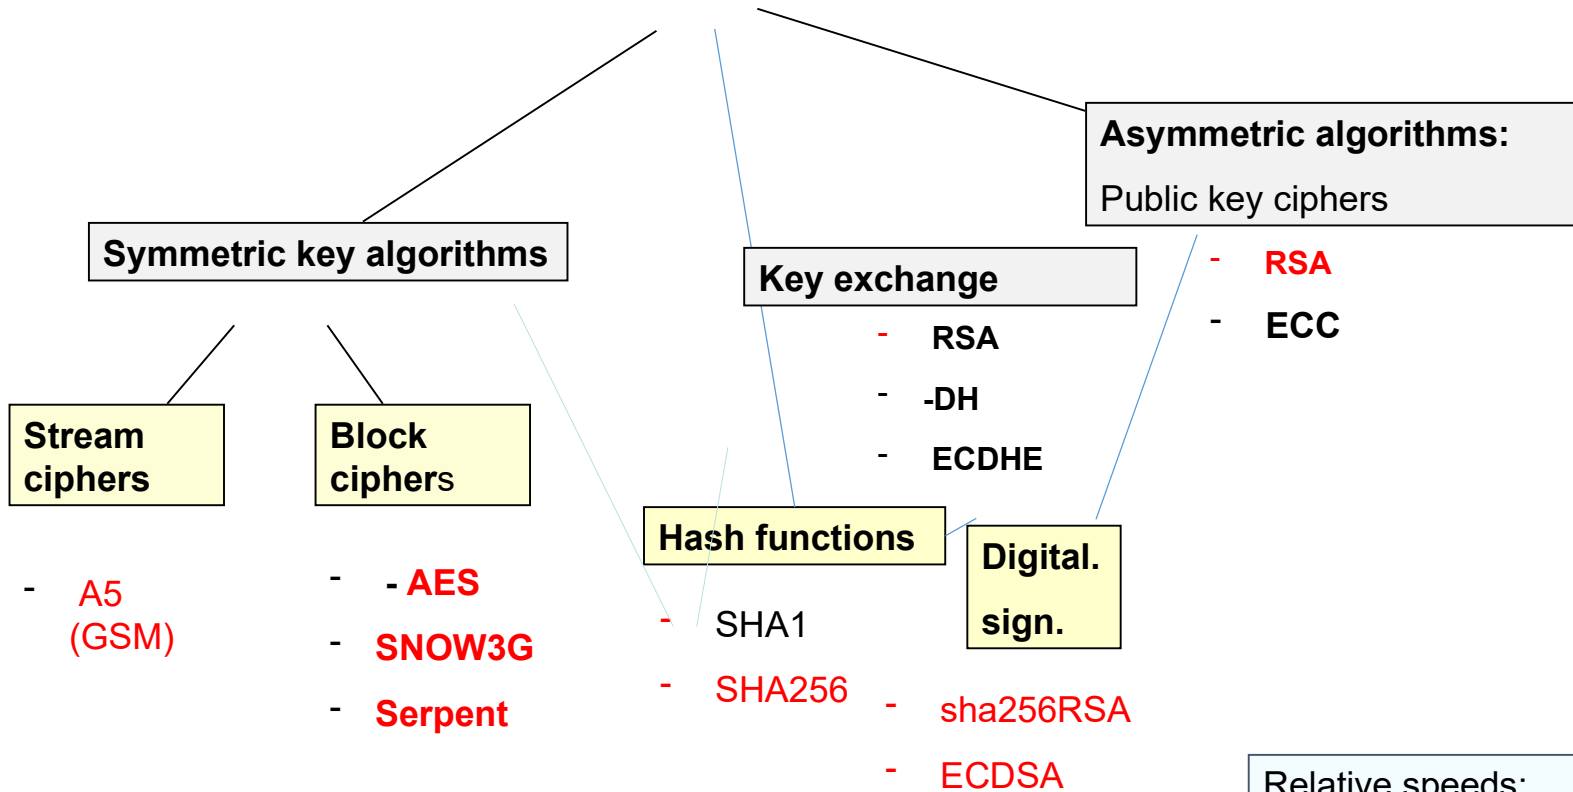 Asymmetric algorithms:
Public key ciphers
- RSA
- ECC
Symmetric key algorithms
Key exchange
- RSA
- -DH
- ECDHE
Stream
ciphers
- A5
(GSM)
Block
ciphers
- - AES
- SNOW3G
- Serpent
Hash functions
- SHA1
- SHA256
Digital.
sign.
- sha256RSA
- ECDSA
Relative speeds: